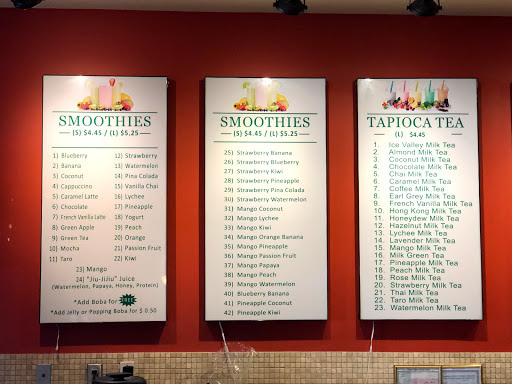 SMOOTHIES
(S) $4.45 / (L) $5.25
1) Blueberry
2) Banana
3) Coconut
4) Cappuccino
5) Caramel Latte
6) Chocolate
7) French Vanilla Latte
8) Green Apple
9) Green Tea
10) Mocha
11) Taro
12) Strawberry
13) Watermelon
14) Pina Colada
15) Vanilla Chai
16) Lychee
17) Pineapple
18) Yogurt
19) Peach
20) Orange
21) Passion Fruit
22) Kiwi
23) Mango
24) "Ju-JiJiu" Juice
(Watermelon, Papaya, Honey, Protein)
*Add Boba for FREE
*Add Jelly or Popping Boba for $ 0.50
SMOOTHIES
(S) $4.45 / (L) $5.25
25) Strawberry Banana
26) Strawberry Blueberry
27) Strawberry Kiwi
28) Strawberry Pineapple
29) Strawberry Pina Colada
30) Strawberry Watermelon
31) Mango Coconut
32) Mango Lychee
33) Mango Kiwi
34) Mango Orange Banana
35) Mango Pineapple
36) Mango Passion Fruit
37) Mango Papaya
38) Mango Peach
39) Mango Watermelon
40) Blueberry Banana
41) Pineapple Coconut
42) Pineapple Kiwi
TAPIOCA TEA
(L) $4.45
1. Ice Valley Milk Tea
2. Almond Milk Tea
3. Coconut Milk Tea
4. Chocolate Milk Tea
5. Chai Milk Tea
6. Caramel Milk Tea
7. Coffee Milk Tea
8. Earl Grey Milk Tea
9. French Vanilla Milk Tea
10. Hong Kong Milk Tea
11. Honeydew Milk Tea
12. Hazelnut Milk Tea
13. Lychee Milk Tea
14. Lavender Milk Tea
15. Mango Milk Tea
16. Milk Green Tea
17. Pineapple Milk Tea
18. Peach Milk Tea
19. Rose Milk Tea
20. Strawberry Milk Tea
21. Thai Milk Tea
22. Taro Milk Tea
23. Watermelon Milk Tea